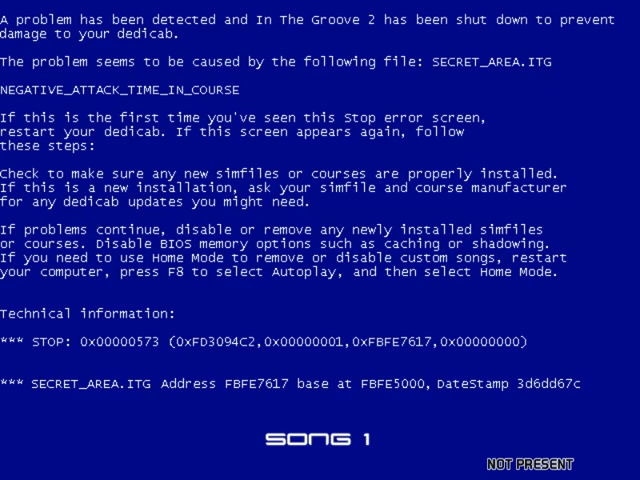 A problem has been detected and In The Groove 2 has been shut down to prevent
damage to your dedicab.
The problem seems to be caused by the following file: SECRET_AREA.ITG
NEGATIVE_ATTACK_TIME_IN_COURSE
If this is the first time you've seen this Stop error screen,
restart your dedicab. If this screen appears again, follow
these steps:
Check to make sure any new simfiles or courses are properly installed.
If this is a new installation, ask your simfile and course manufacturer
for any dedicab updates you might need.
If problems continue, disable or remove any newly installed simfiles
or courses. Disable BIOS memory options such as caching or shadowing.
If you need to use Home Mode to remove or disable custom songs, restart
your computer, press F8 to select Autoplay, and then select Home Mode.
Technical information:
*** STOP: 0x00000573 (0xFD3094C2,0x00000001,0xFBFE7617,0x00000000)
*** SECRET_AREA.ITG Address FBFE7617 base at FBFE5000, DateStamp 3d6dd67c
SONG 1
NOT PRESENT